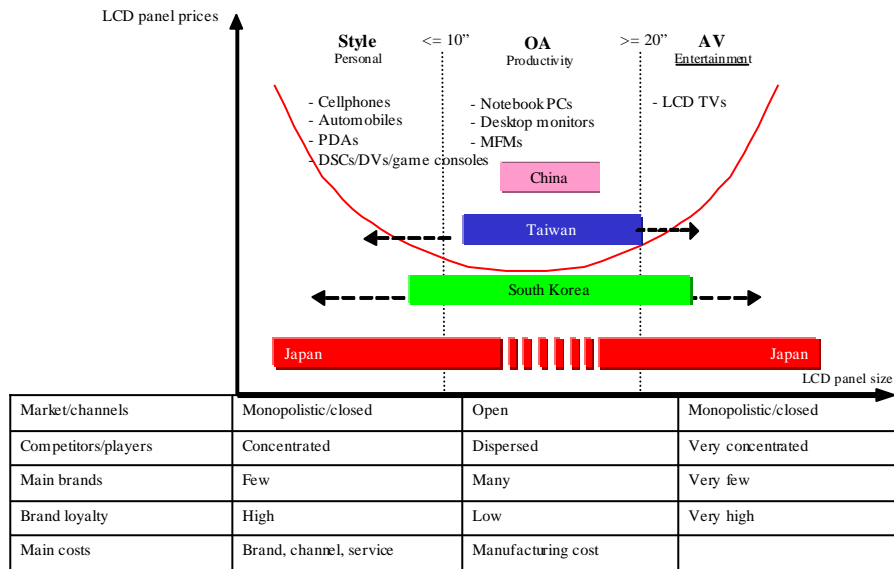 LCD panel prices
Style <= 10” OA >= 20” AV
Personal Productivity Entertainment
- Cellphones - Notebook PCs - LCD TVs
- Automobiles - Desktop monitors
- PDAs - MFMs
- DSCs/DVs/game consoles
China
Taiwan
South Korea
Japan Japan
LCD panel size
Market/channels Monopolistic/closed Open Monopolistic/closed
Competitors/players Concentrated Dispersed Very concentrated
Main brands Few Many Very few
Brand loyalty High Low Very high
Main costs Brand, channel, service Manufacturing cost